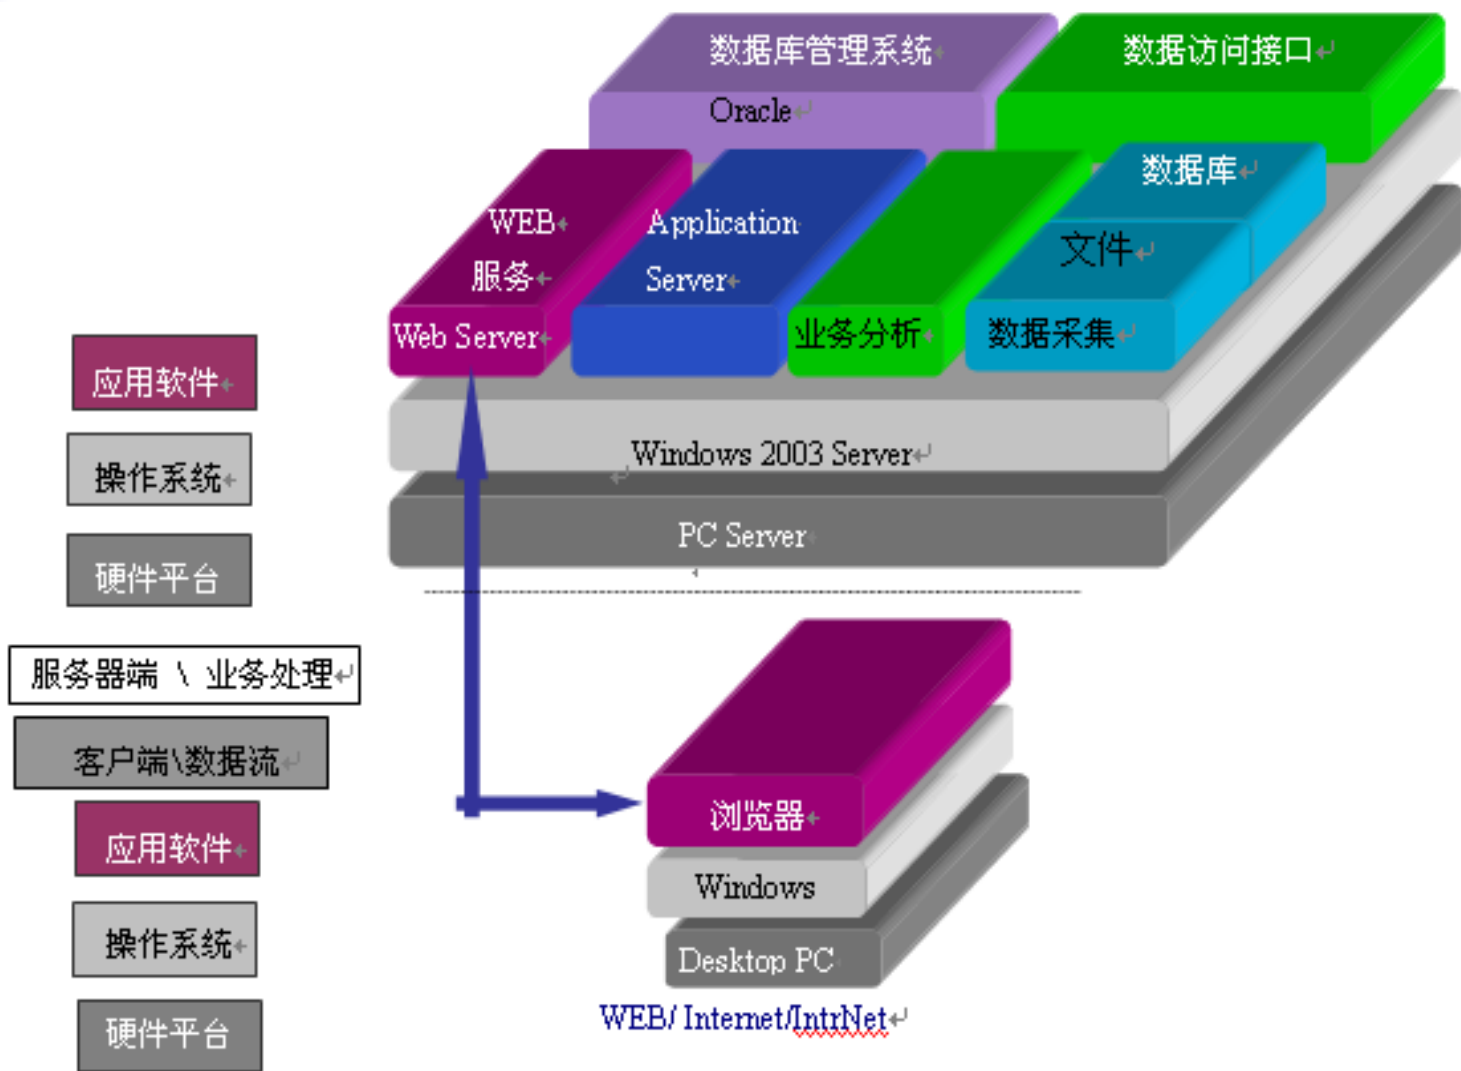 数据库管理系统
数据访问接口
Oracle
数据库
WEB
Application
文件
服务
Server
Web Server
业务分析
数据采集
应用软件
Windows 2003 Server
操作系统
PC Server
硬件平台
服务器端 \ 业务处理
客户端\数据流
浏览器
应用软件
Windows
操作系统
Desktop PC
WEB/ Internet/IntrNet
硬件平台